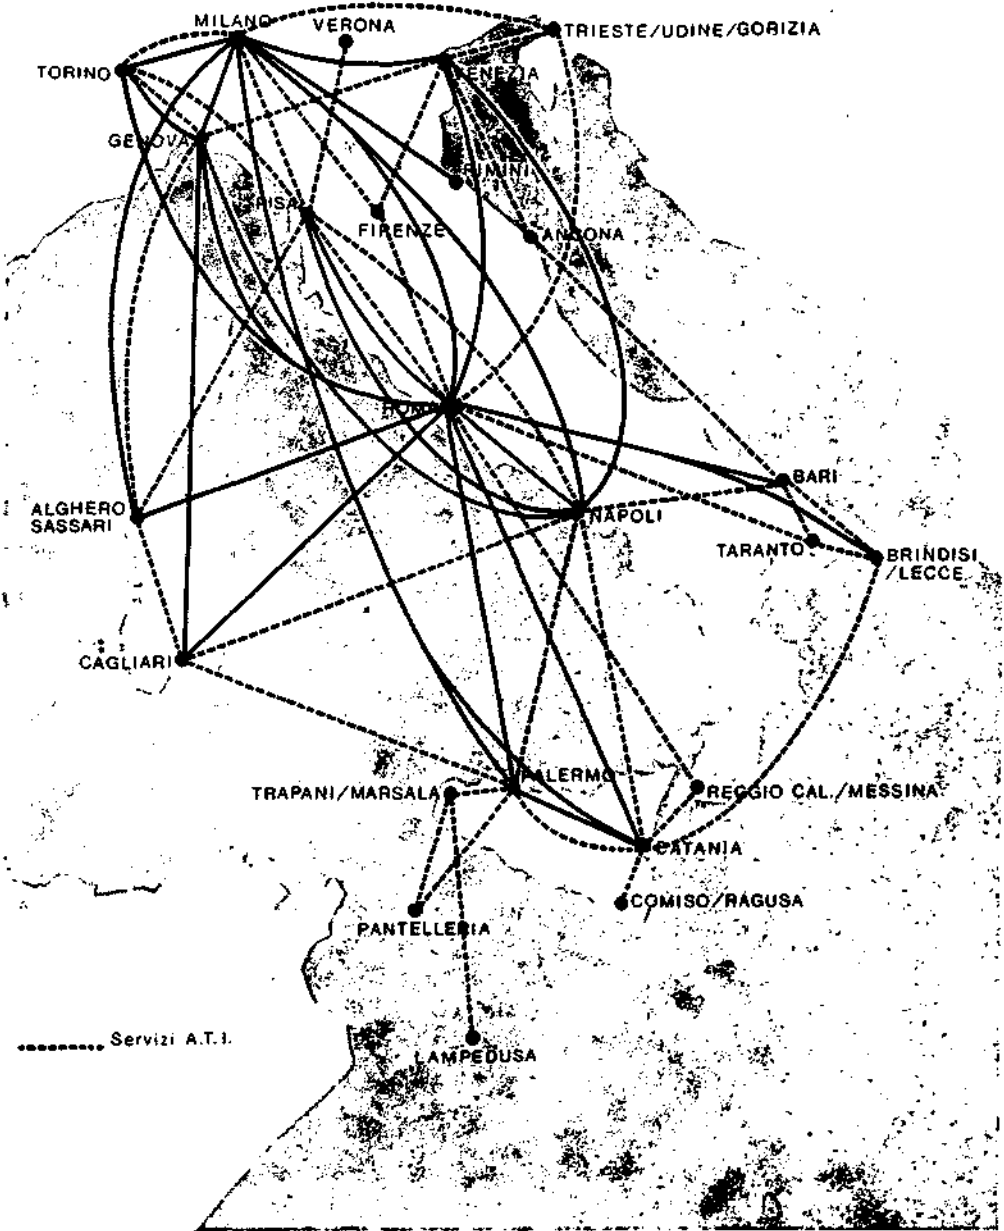 MILANO
VERONA
TRIESTE/UDINE/GORIZIA
TORINO
VENEZIA
GENOVA
RIMINI
PISA
FIRENZE
ANCONA
ROMA
BARI
ALGHERO
SASSARI
NAPOLI
TARANTO
BRINDISI
/LECCE
CAGLIARI
PALERMO
TRAPANI/MARSALA
REGGIO CAL./MESSINA
CATANIA
COMISO/RAGUSA
PANTELLERIA
Servizi A.T.I.
LAMPEDUSA